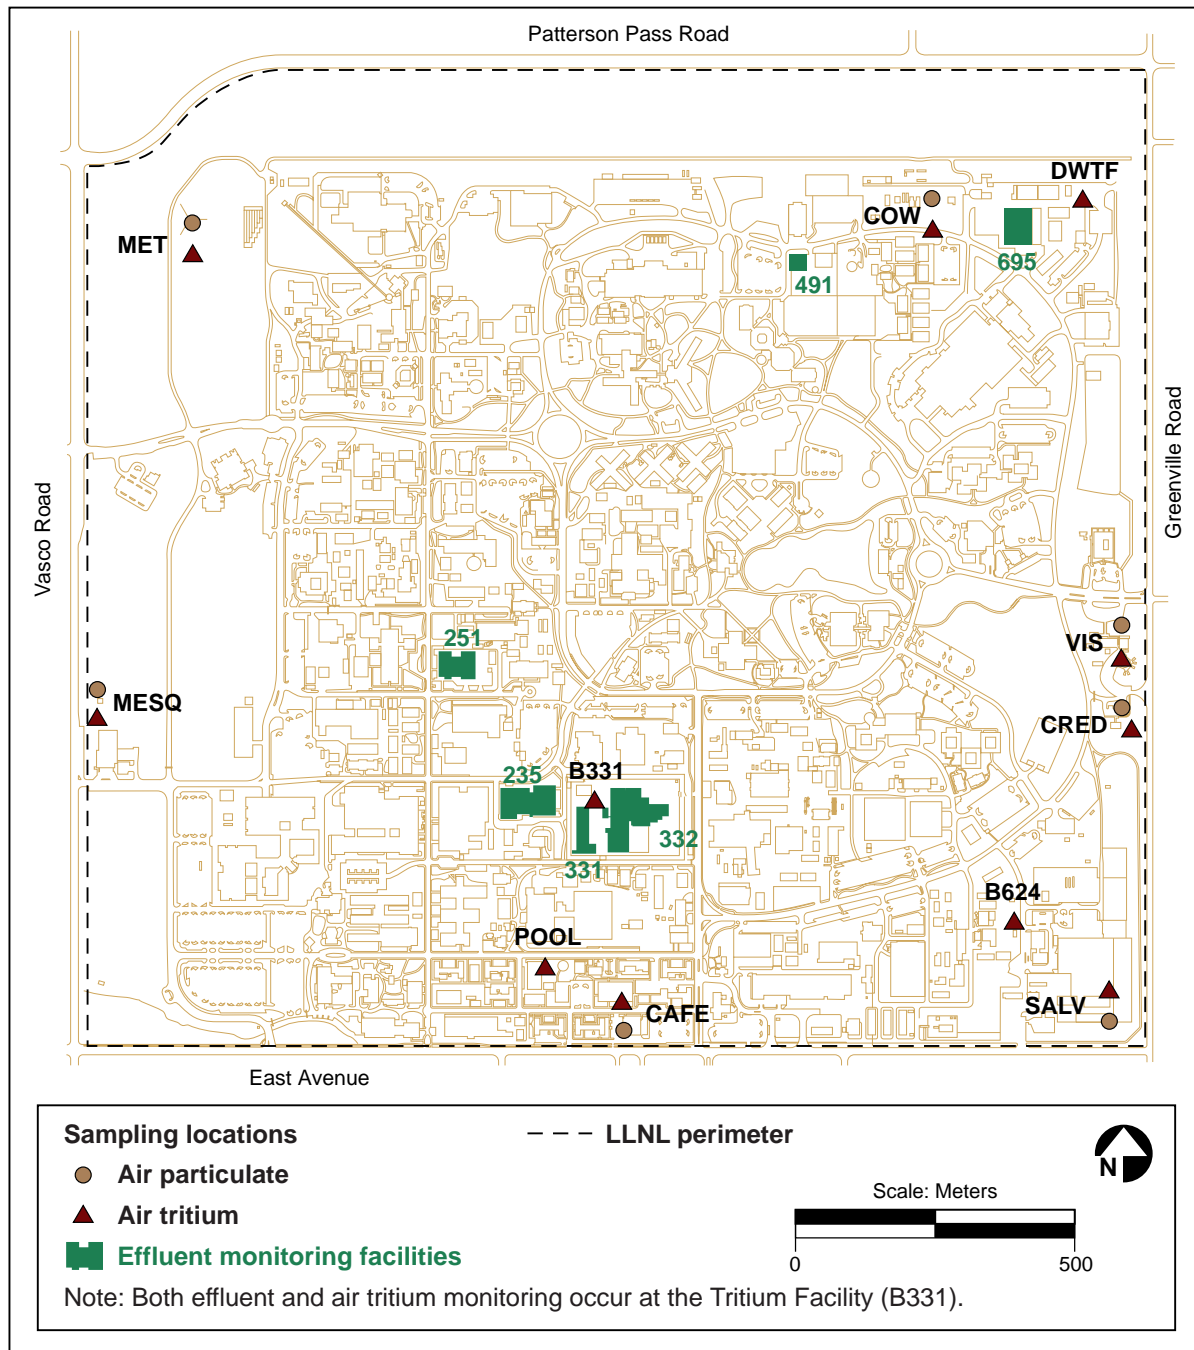 Patterson Pass Road
DWTF
COW
MET
695
491
Greenville Road
Vasco Road
251
VIS
MESQ
CRED
235
B331
332
331
B624
POOL
SALV
CAFE
East Avenue
Sampling locations
LLNL perimeter
Air particulate
Air tritium
Effluent monitoring facilities
N
Scale: Meters
0
500
Note: Both effluent and air tritium monitoring occur at the Tritium Facility (B331).